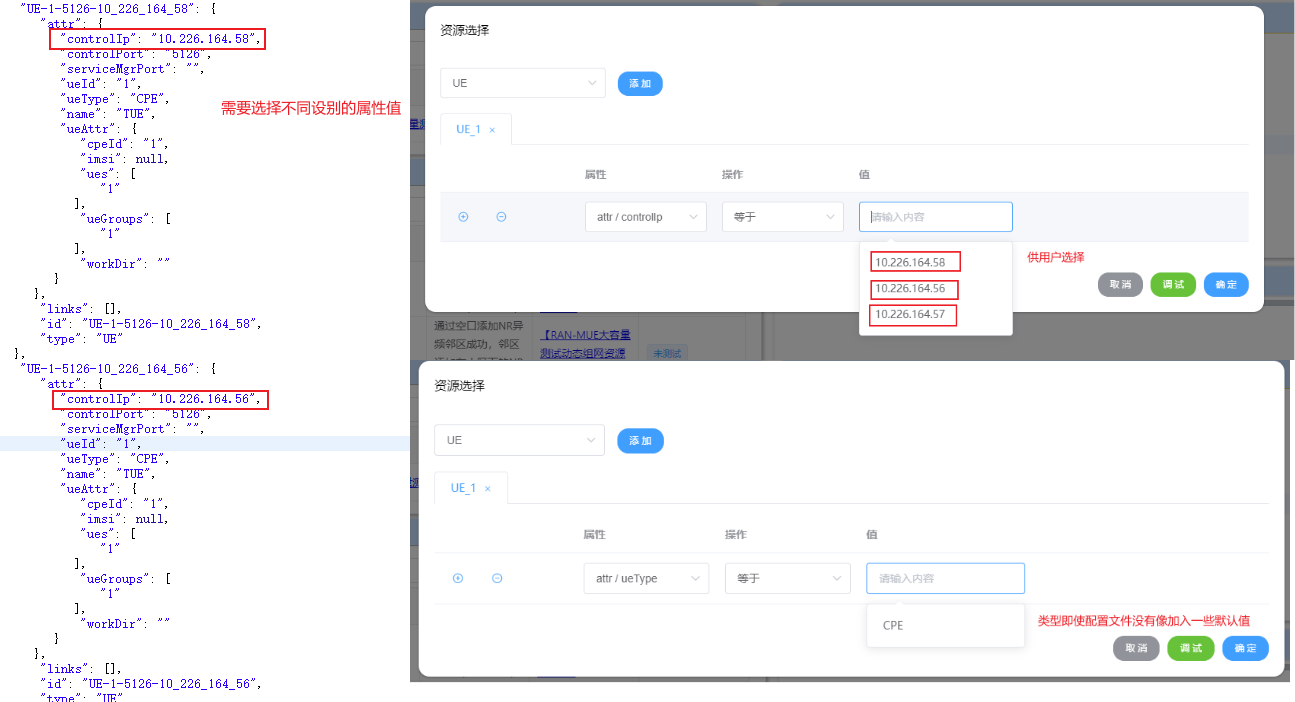 "UE-1-5126-10_226_164_58": {
"attr": {
"controlIp": "10.226.164.58",
"controlPort": "5126",
"serviceMgrPort": "",
"ueId": "1",
"ueType": "CPE",
"name": "TUE",
"ueAttr": {
"cpeId": "1",
"imsi": null,
"ues": [
"1"
],
"ueGroups": [
"1"
],
"workDir": ""
}
},
"links": [],
"id": "UE-1-5126-10_226_164_58",
"type": "UE"
},
"UE-1-5126-10_226_164_56": {
"attr": {
"controlIp": "10.226.164.56",
"controlPort": "5126",
"serviceMgrPort": "",
"ueId": "1",
"ueType": "CPE",
"name": "TUE",
"ueAttr": {
"cpeId": "1",
"imsi": null,
"ues": [
"1"
],
"ueGroups": [
"1"
],
"workDir": ""
}
},
"links": [],
"id": "UE-1-5126-10_226_164_56",
"type": "UE"
需要选择不同设别的属性值
资源选择
UE
添加
UE_1 ×
属性 操作 值
attr / controlIp 等于 请输入内容
10.226.164.58
10.226.164.56
10.226.164.57
供用户选择
取消 调试 确定
通过空口添加NR异
频邻区成功，邻区
【RAN-MUE大容量
测试动态组网资源
未测试
资源选择
UE
添加
UE_1 ×
属性 操作 值
attr / ueType 等于 请输入内容
CPE
类型即使配置文件没有像加入一些默认值
取消 调试 确定